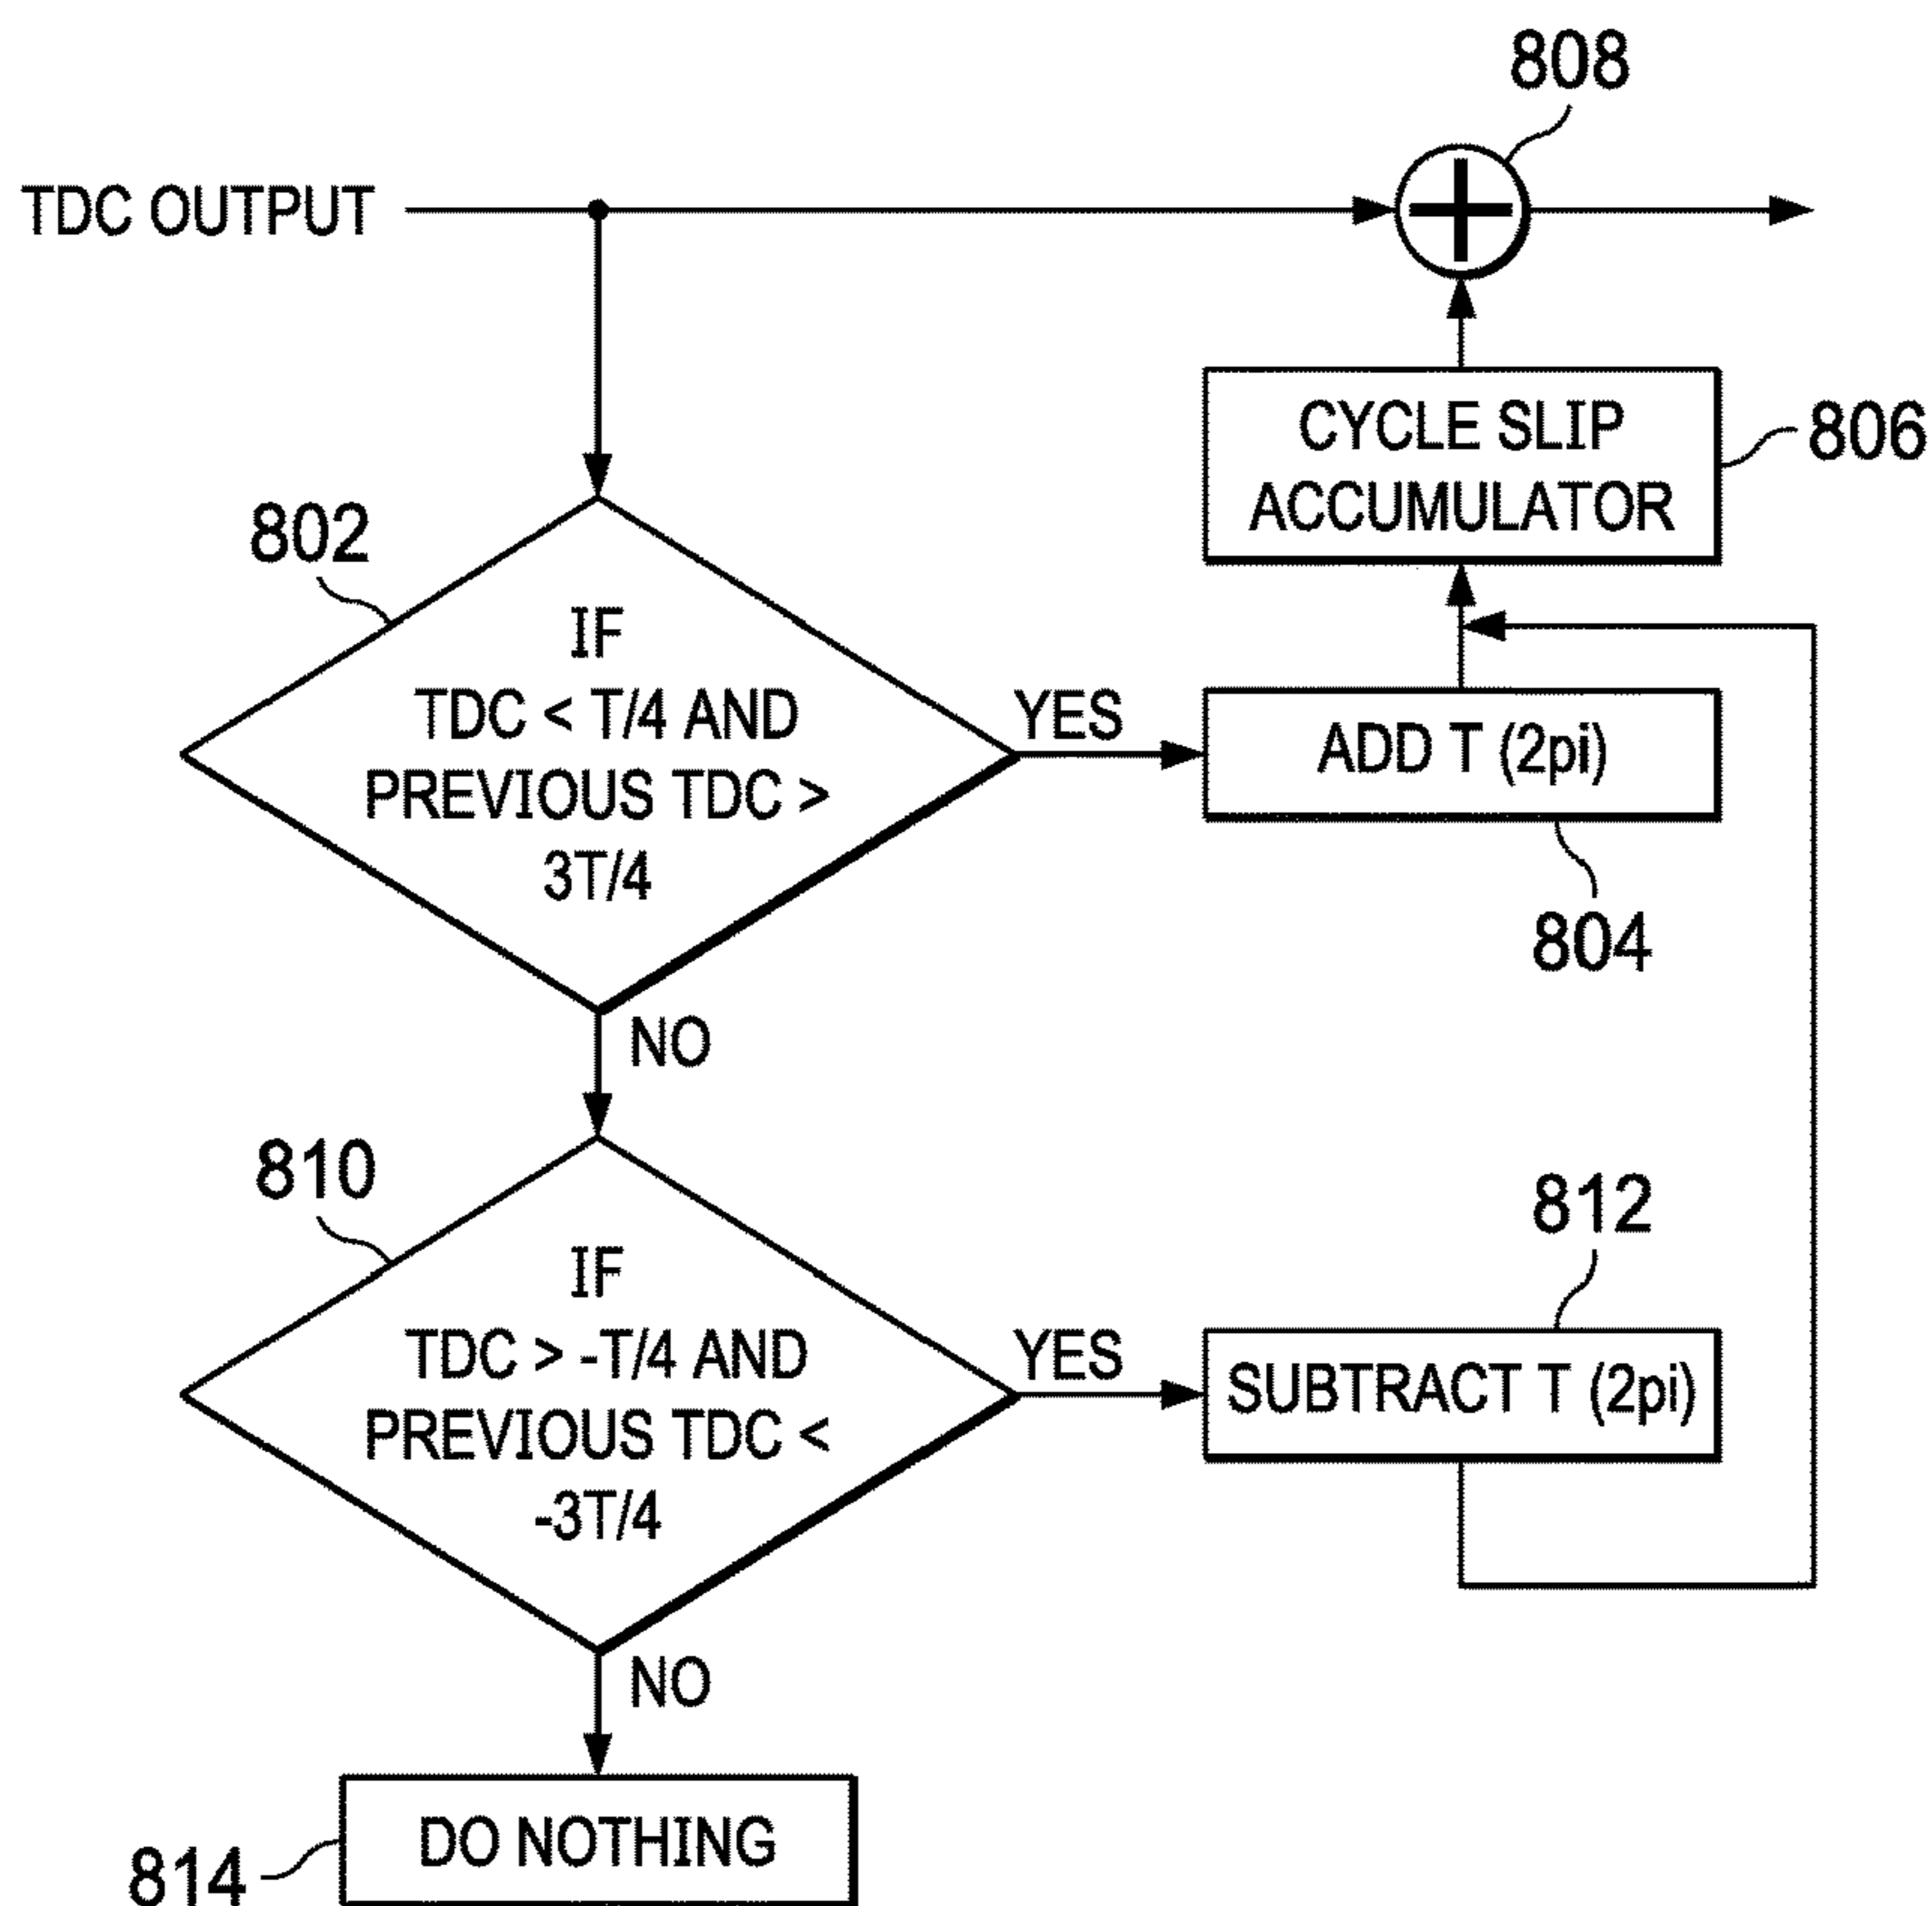 808
TDC OUTPUT
CYCLE SLIP
ACCUMULATOR
806
802
IF
TDC < T/4 AND
PREVIOUS TDC >
3T/4
YES
ADD T (2pi)
804
NO
810
IF
TDC > -T/4 AND
PREVIOUS TDC <
-3T/4
YES
812
SUBTRACT T (2pi)
NO
DO NOTHING
814